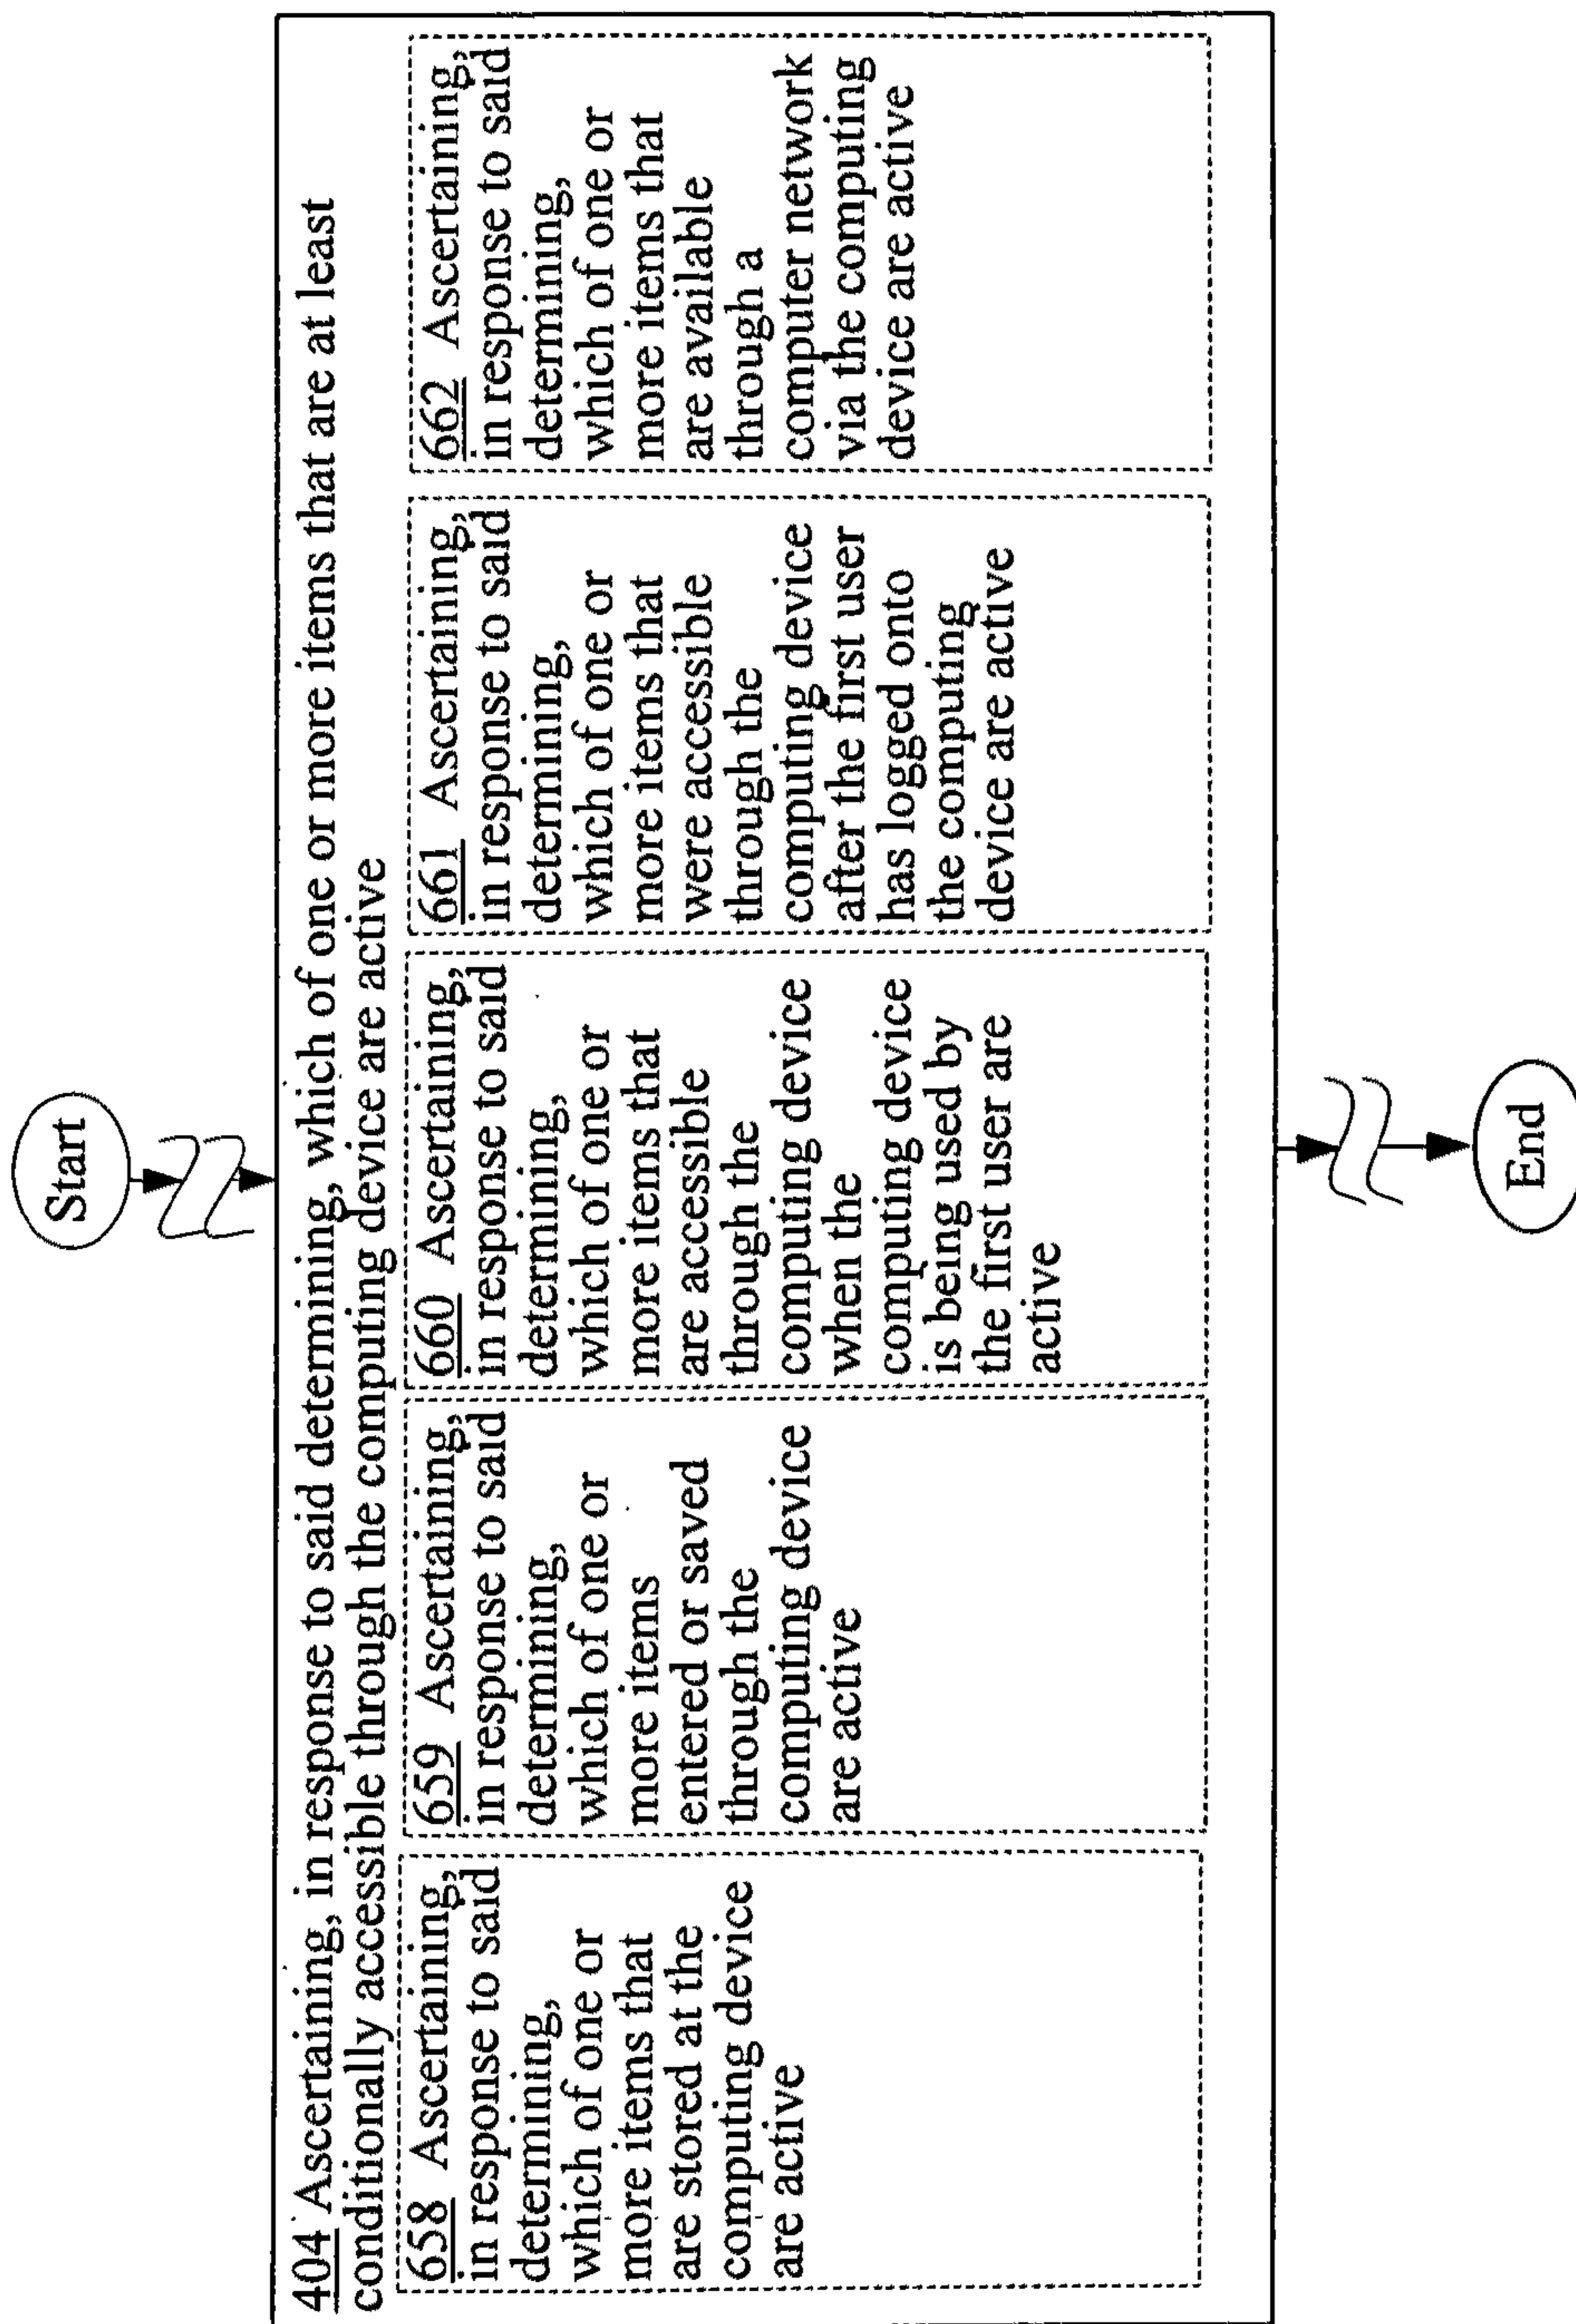 Start
404 Ascertaining, in response to said determining, which of one or more items that are at least
conditionally accessible through the computing device are active
658 Ascertaining,
in response to said
determining,
which of one or
more items that
are stored at the
computing device
are active
659 Ascertaining,
in response to said
determining,
which of one or
more items
entered or saved
through the
computing device
are active
660 Ascertaining,
in response to said
determining,
which of one or
more items that
are accessible
through the
computing device
when the
computing device
is being used by
the first user are
active
661 Ascertaining,
in response to said
determining,
which of one or
more items that
were accessible
through the
computing device
after the first user
has logged onto
the computing
device are active
662 Ascertaining,
in response to said
determining,
which of one or
more items that
are available
through a
computer network
via the computing
device are active
End